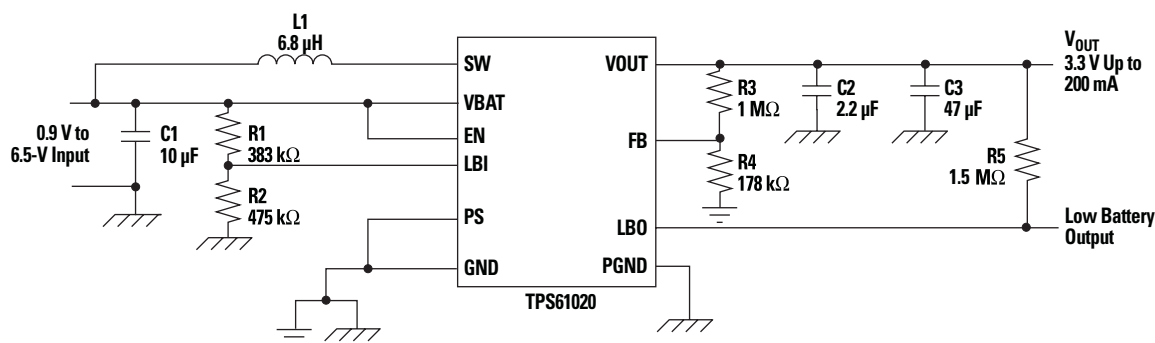 L1
6.8 µH
SW
VBAT
EN
LBI
PS
GND
VOUT
FB
LBO
PGND
TPS61020
0.9 V to
6.5-V Input
C1
10 µF
R1
383 kΩ
R2
475 kΩ
R3
1 MΩ
R4
178 kΩ
C2
2.2 µF
C3
47 µF
R5
1.5 MΩ
VOUT
3.3 V Up to
200 mA
Low Battery
Output